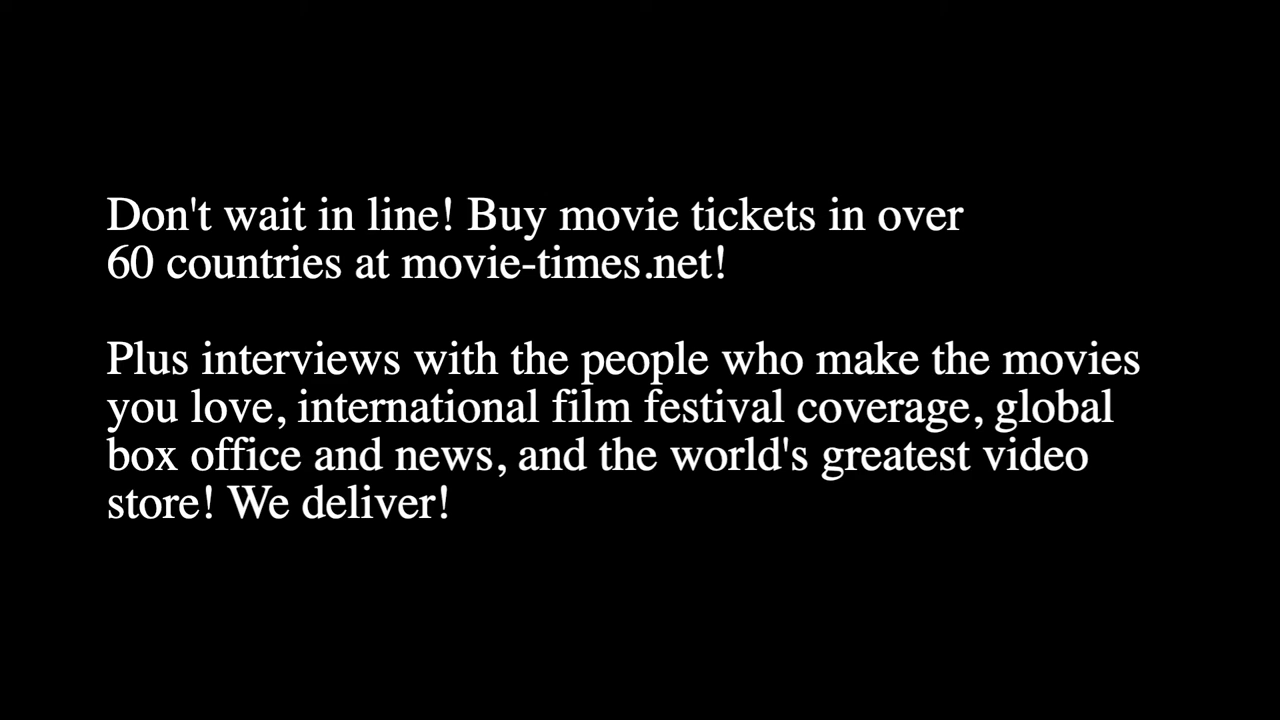 Don't wait in line! Buy movie tickets in over
60 countries at movie-times.net!
Plus interviews with the people who make the movies
you love, international film festival coverage, global
box office and news, and the world's greatest video
store! We deliver!